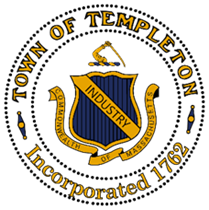 TOWN OF TEMPLETON
INDUSTRY
COMMONWEALTH OF MASSACHUSETTS
Incorporated 1762